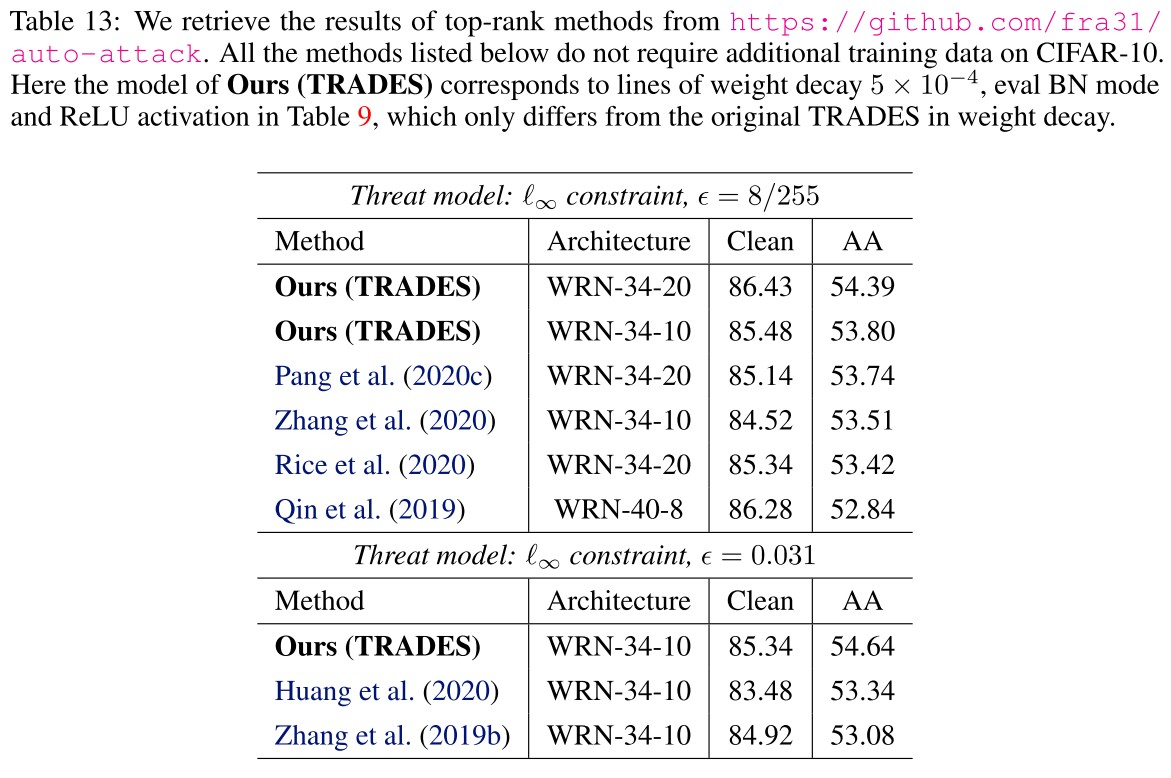 Table 13: We retrieve the results of top-rank methods from https://github.com/fra31/
auto-attack. All the methods listed below do not require additional training data on CIFAR-10.
Here the model of Ours (TRADES) corresponds to lines of weight decay 5 × 10⁻⁴, eval BN mode
and ReLU activation in Table 9, which only differs from the original TRADES in weight decay.
Threat model: ℓ∞ constraint, ϵ = 8/255
Method Architecture Clean AA
Ours (TRADES) WRN-34-20 86.43 54.39
Ours (TRADES) WRN-34-10 85.48 53.80
Pang et al. (2020c) WRN-34-20 85.14 53.74
Zhang et al. (2020) WRN-34-10 84.52 53.51
Rice et al. (2020) WRN-34-20 85.34 53.42
Qin et al. (2019) WRN-40-8 86.28 52.84
Threat model: ℓ∞ constraint, ϵ = 0.031
Method Architecture Clean AA
Ours (TRADES) WRN-34-10 85.34 54.64
Huang et al. (2020) WRN-34-10 83.48 53.34
Zhang et al. (2019b) WRN-34-10 84.92 53.08